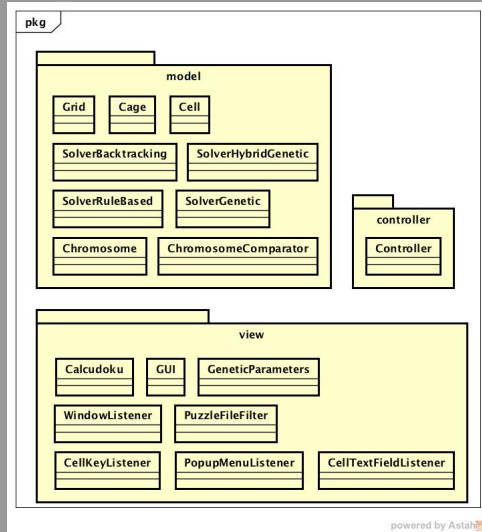 pkg
model
Grid Cage Cell
SolverBacktracking SolverHybridGenetic
SolverRuleBased SolverGenetic
Chromosome ChromosomeComparator
controller
Controller
view
Calcudoku GUI GeneticParameters
WindowListener PuzzleFileFilter
CellKeyListener PopupMenuListener CellTextFieldListener
powered by Astah